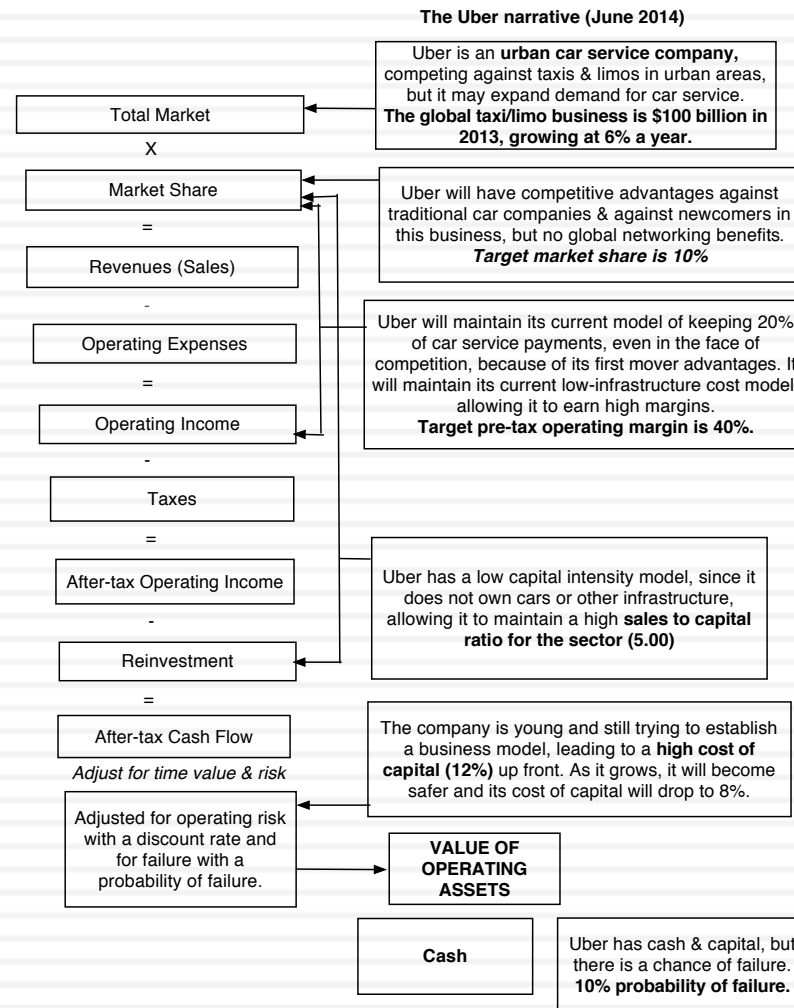 The Uber narrative (June 2014)
Uber is an urban car service company,
competing against taxis & limos in urban areas,
but it may expand demand for car service.
The global taxi/limo business is $100 billion in
2013, growing at 6% a year.
Total Market
X
Market Share
Uber will have competitive advantages against
traditional car companies & against newcomers in
this business, but no global networking benefits.
Target market share is 10%
=
Revenues (Sales)
-
Operating Expenses
Uber will maintain its current model of keeping 20%
of car service payments, even in the face of
competition, because of its first mover advantages. It
will maintain its current low-infrastructure cost model
allowing it to earn high margins.
Target pre-tax operating margin is 40%.
=
Operating Income
-
Taxes
=
After-tax Operating Income
Uber has a low capital intensity model, since it
does not own cars or other infrastructure,
allowing it to maintain a high sales to capital
ratio for the sector (5.00)
-
Reinvestment
=
After-tax Cash Flow
The company is young and still trying to establish
a business model, leading to a high cost of
capital (12%) up front. As it grows, it will become
safer and its cost of capital will drop to 8%.
Adjust for time value & risk
Adjusted for operating risk
with a discount rate and
for failure with a
probability of failure.
VALUE OF
OPERATING
ASSETS
Cash
Uber has cash & capital, but
there is a chance of failure.
10% probability of failure.